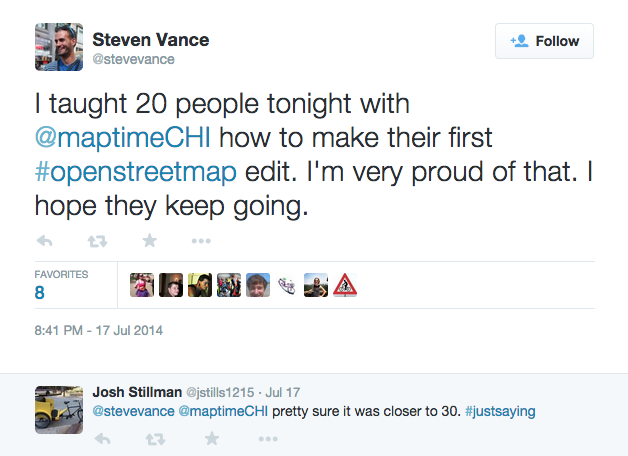 Steven Vance
@stevevance
Follow
I taught 20 people tonight with
@maptimeCHI how to make their first
#openstreetmap edit. I'm very proud of that. I
hope they keep going.
FAVORITES
8
8:41 PM - 17 Jul 2014
Josh Stillman @jstills1215 · Jul 17
@stevevance @maptimeCHI pretty sure it was closer to 30. #justsaying